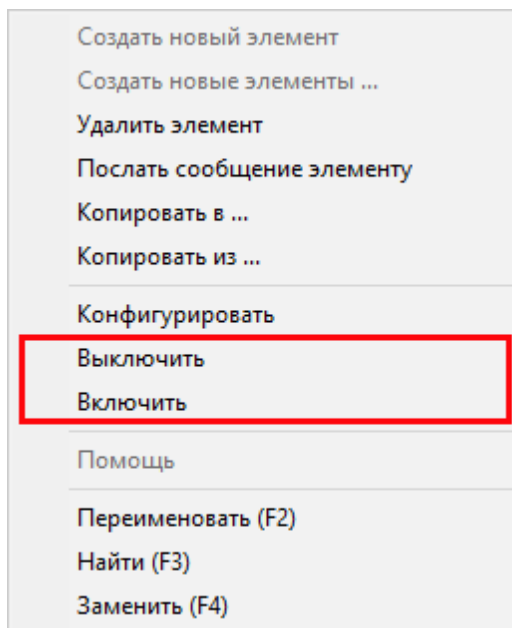 Создать новый элемент
Создать новые элементы ...
Удалить элемент
Послать сообщение элементу
Копировать в ...
Копировать из ...
Конфигурировать
Выключить
Включить
Помощь
Переименовать (F2)
Найти (F3)
Заменить (F4)